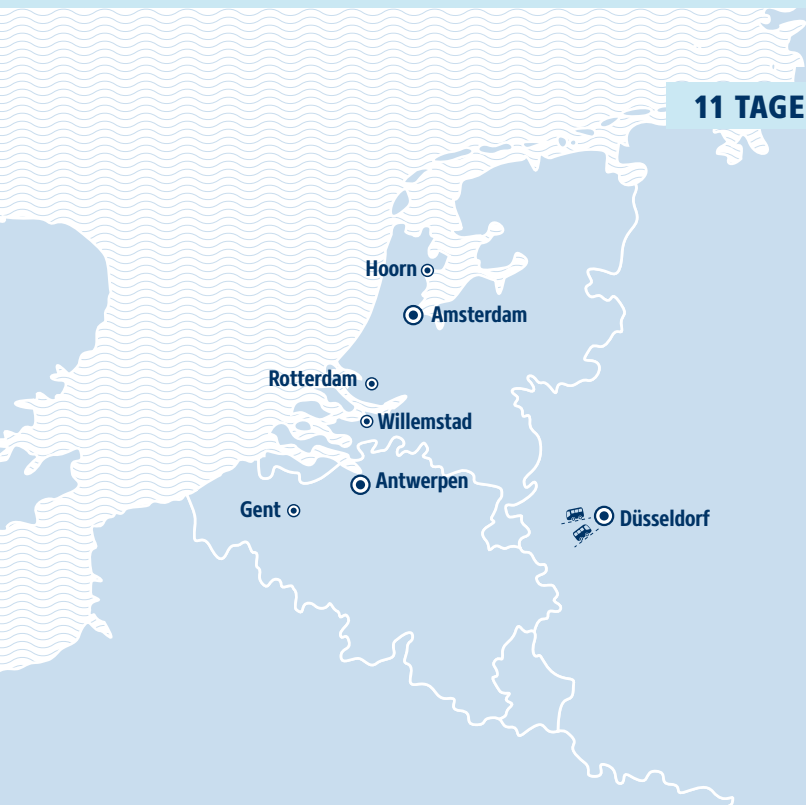 11 TAGE
Hoorn
Amsterdam
Rotterdam
Willemstad
Antwerpen
Gent
Düsseldorf